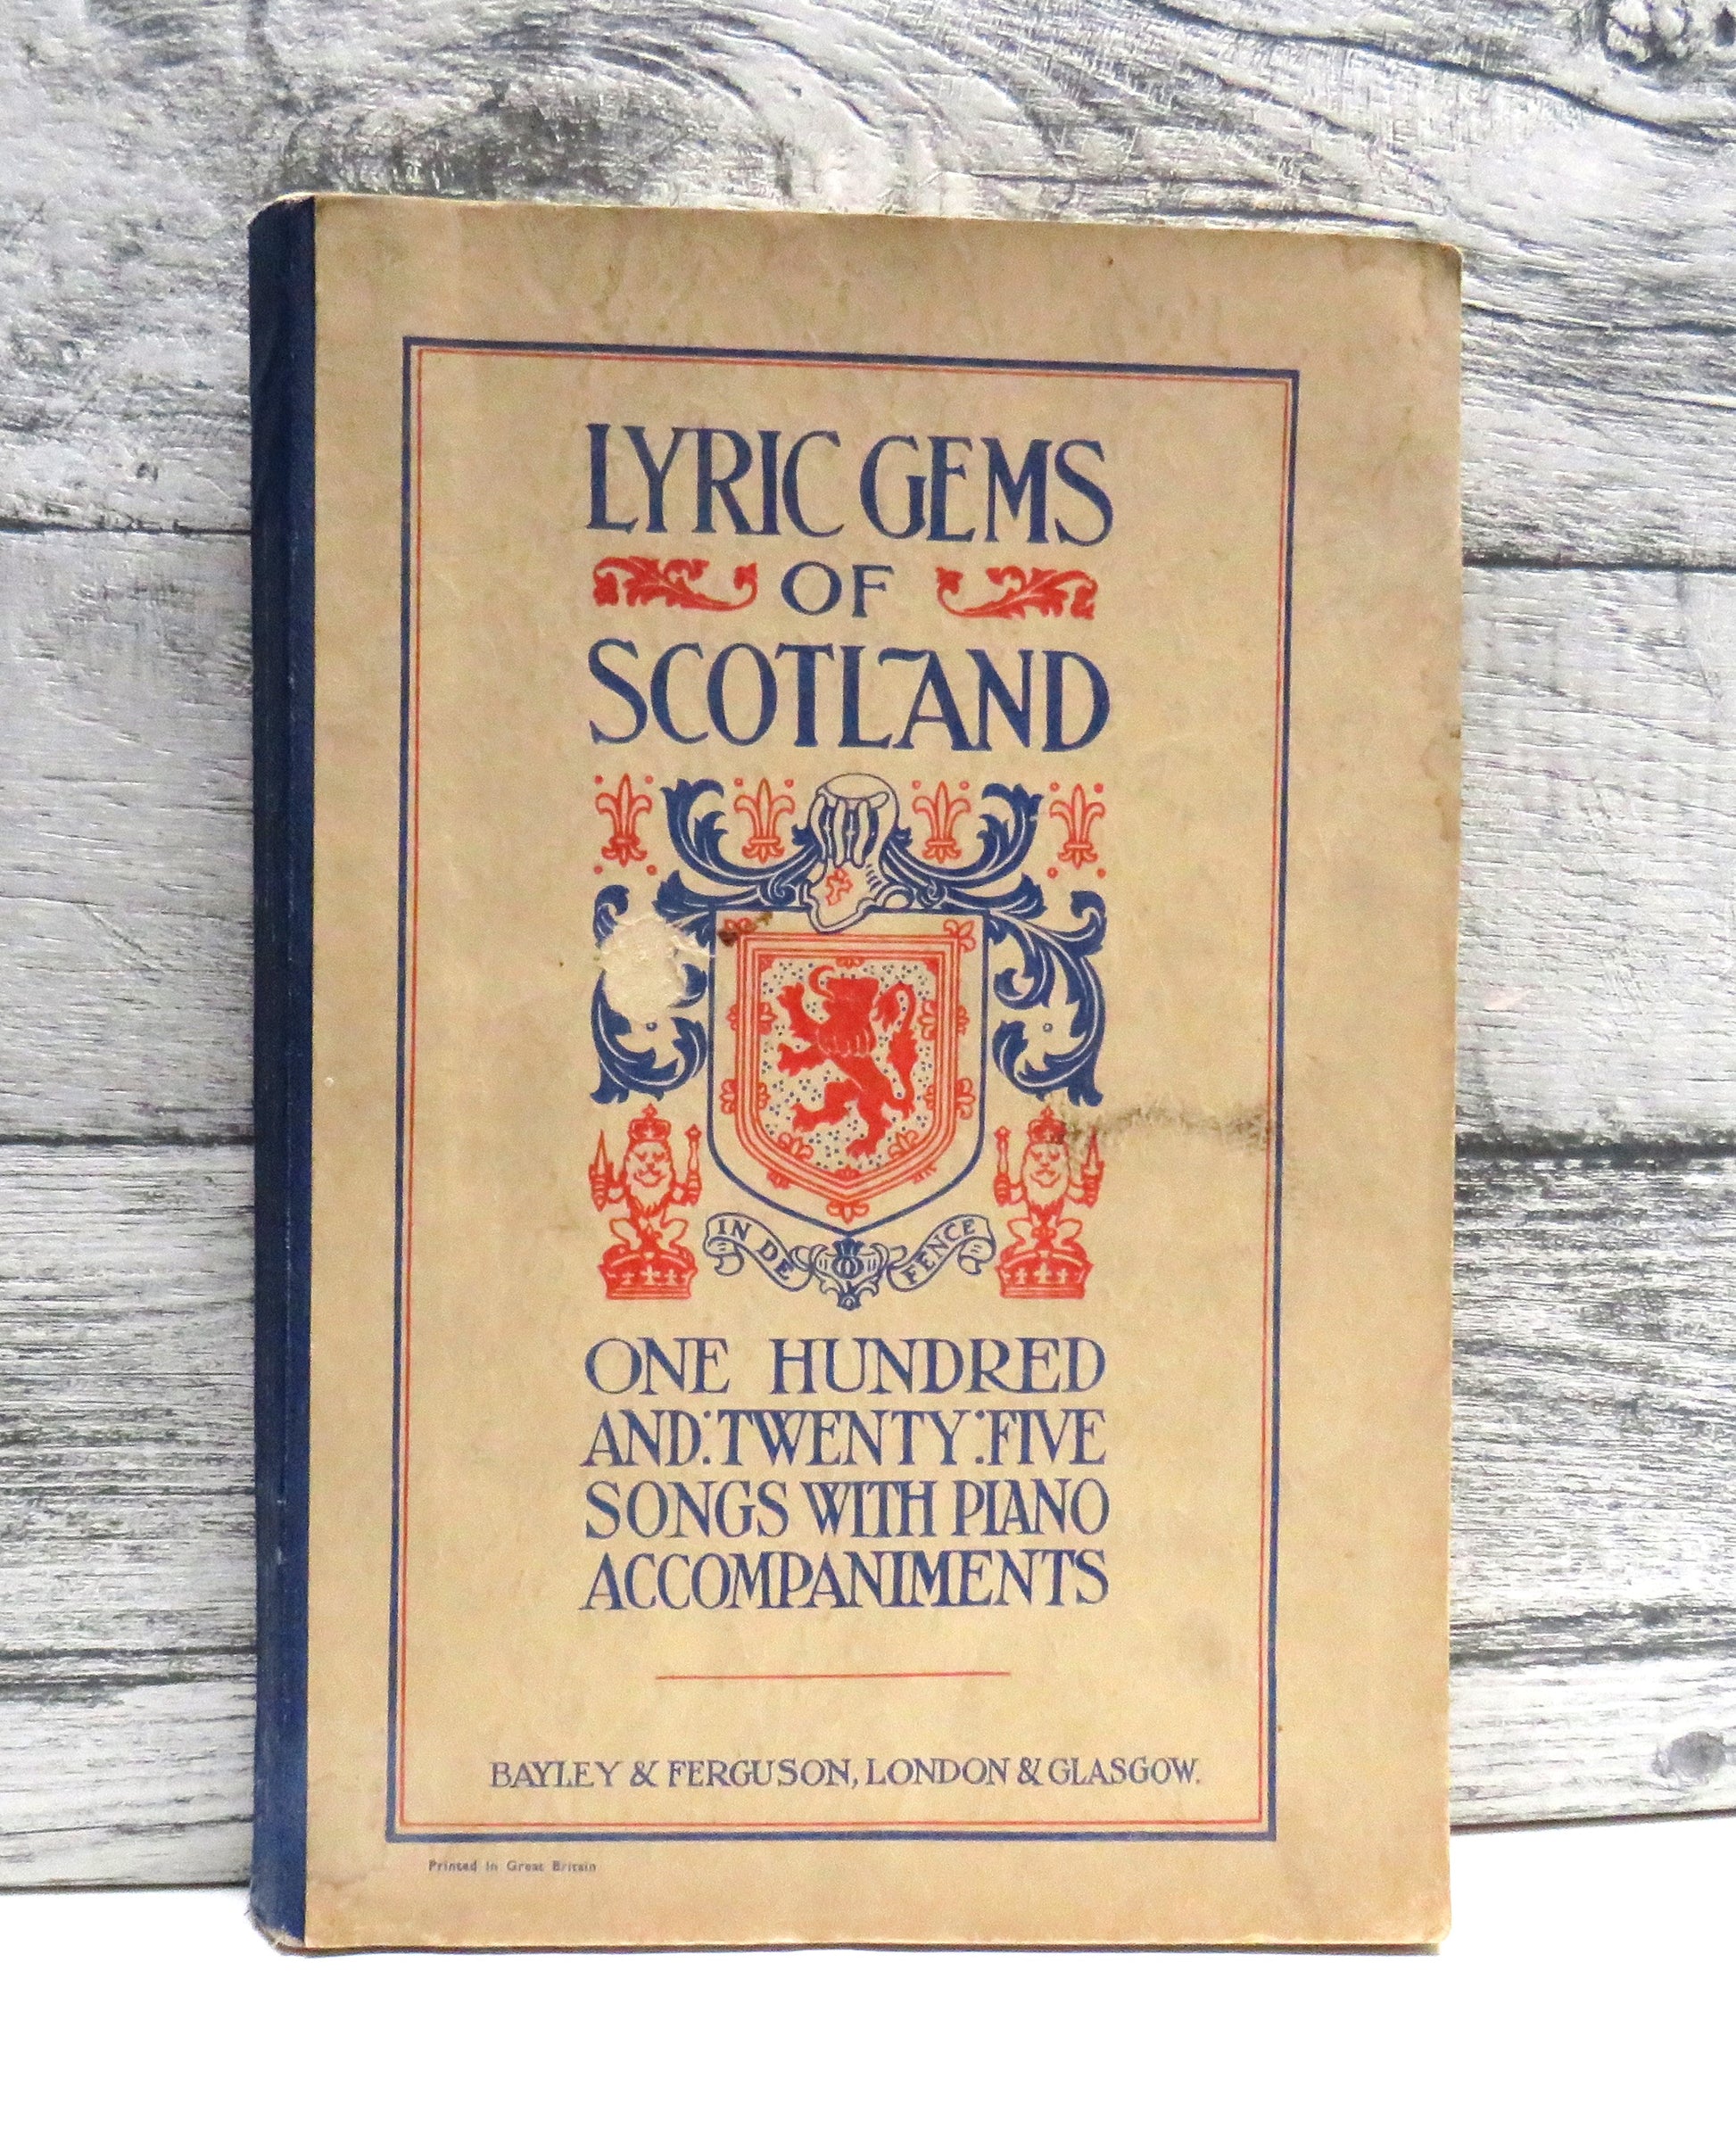 LYRIC GEMS
OF
SCOTLAND
IN DE FENCE
ONE HUNDRED
AND:TWENTY:FIVE
SONGS WITH PIANO
ACCOMPANIMENTS
BAYLEY & FERGUSON, LONDON & GLASGOW.
Printed in Great Britain